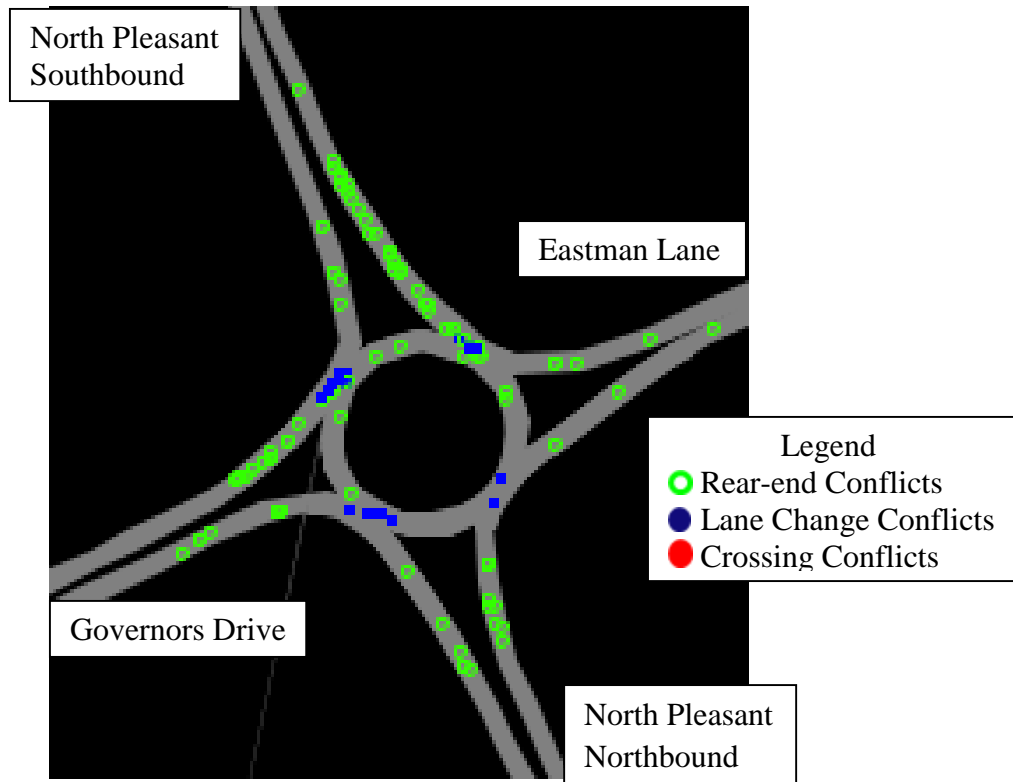 North Pleasant
Southbound
Eastman Lane
Legend
Rear-end Conflicts
Lane Change Conflicts
Crossing Conflicts
Governors Drive
North Pleasant
Northbound